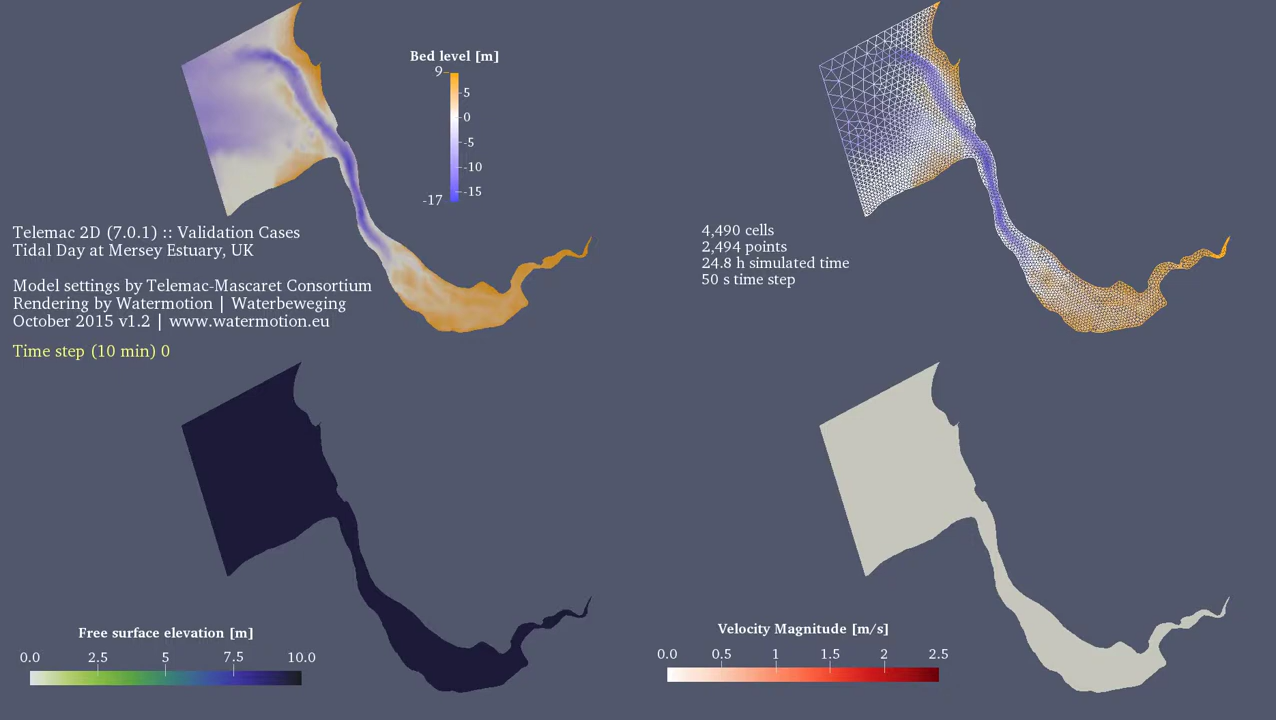 Bed level [m]
9
5
0
-5
-10
-15
-17
Telemac 2D (7.0.1) :: Validation Cases
Tidal Day at Mersey Estuary, UK
Model settings by Telemac-Mascaret Consortium
Rendering by Watermotion | Waterbeweging
October 2015 v1.2 | www.watermotion.eu
Time step (10 min) 0
4,490 cells
2,494 points
24.8 h simulated time
50 s time step
Free surface elevation [m]
0.0 2.5 5 7.5 10.0
Velocity Magnitude [m/s]
0.0 0.5 1 1.5 2 2.5